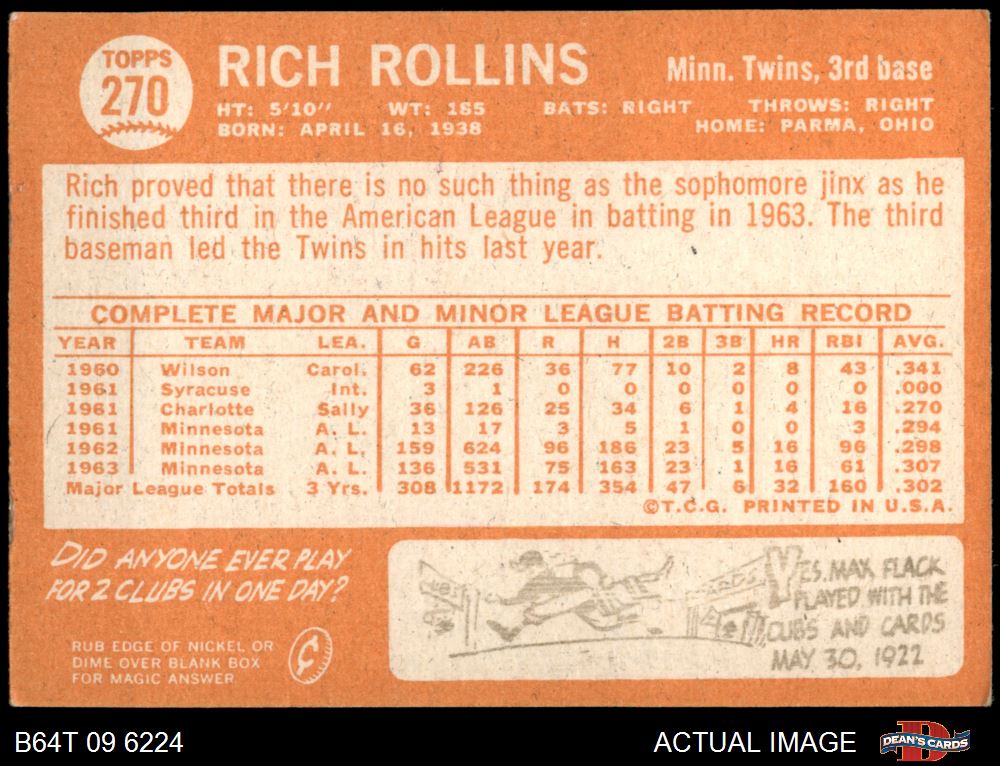 TOPPS
270
RICH ROLLINS
Minn. Twins, 3rd base
HT: 5'10" WT: 185 BATS: RIGHT THROWS: RIGHT
BORN: APRIL 16, 1938 HOME: PARMA, OHIO
Rich proved that there is no such thing as the sophomore jinx as he
finished third in the American League in batting in 1963. The third
baseman led the Twins in hits last year.
COMPLETE MAJOR AND MINOR LEAGUE BATTING RECORD
YEAR TEAM LEA. G AB R H 2B 3B HR RBI AVG.
1960 Wilson Carol. 62 226 36 77 10 2 8 43 .341
1961 Syracuse Int. 3 1 0 0 0 0 0 0 .000
1961 Charlotte Sally 36 126 25 34 6 1 4 16 .270
1961 Minnesota A. L. 13 17 3 5 1 0 0 3 .294
1962 Minnesota A. L. 159 624 96 186 23 5 16 96 .298
1963 Minnesota A. L. 136 531 75 163 23 1 16 61 .307
Major League Totals 3 Yrs. 308 1172 174 354 47 6 32 160 .302
©T.C.G. PRINTED IN U.S.A.
DID ANYONE EVER PLAY
FOR 2 CLUBS IN ONE DAY?
RUB EDGE OF NICKEL OR
DIME OVER BLANK BOX
FOR MAGIC ANSWER.
YES, MAX FLACK
PLAYED WITH THE
CUBS AND CARDS
MAY 30, 1922
B64T 09 6224
ACTUAL IMAGE
DEAN'S CARDS